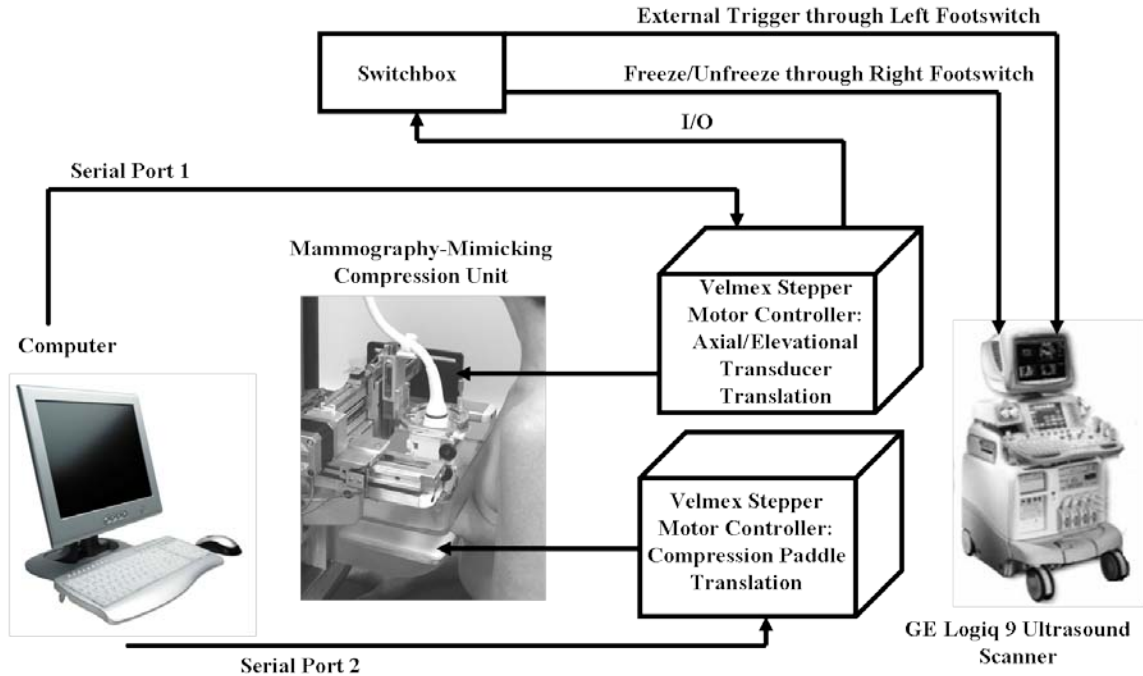 External Trigger through Left Footswitch
Switchbox
Freeze/Unfreeze through Right Footswitch
I/O
Serial Port 1
Mammography-Mimicking
Compression Unit
Velmex Stepper
Motor Controller:
Axial/Elevational
Transducer
Translation
Computer
Velmex Stepper
Motor Controller:
Compression Paddle
Translation
GE Logiq 9 Ultrasound
Scanner
Serial Port 2